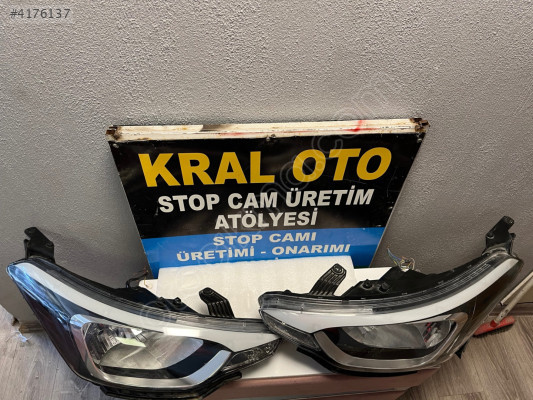 #4176137
KRAL OTO
STOP CAM ÜRETİM
ATÖLYESİ
STOP CAMI
ÜRETİMİ - ONARIMI